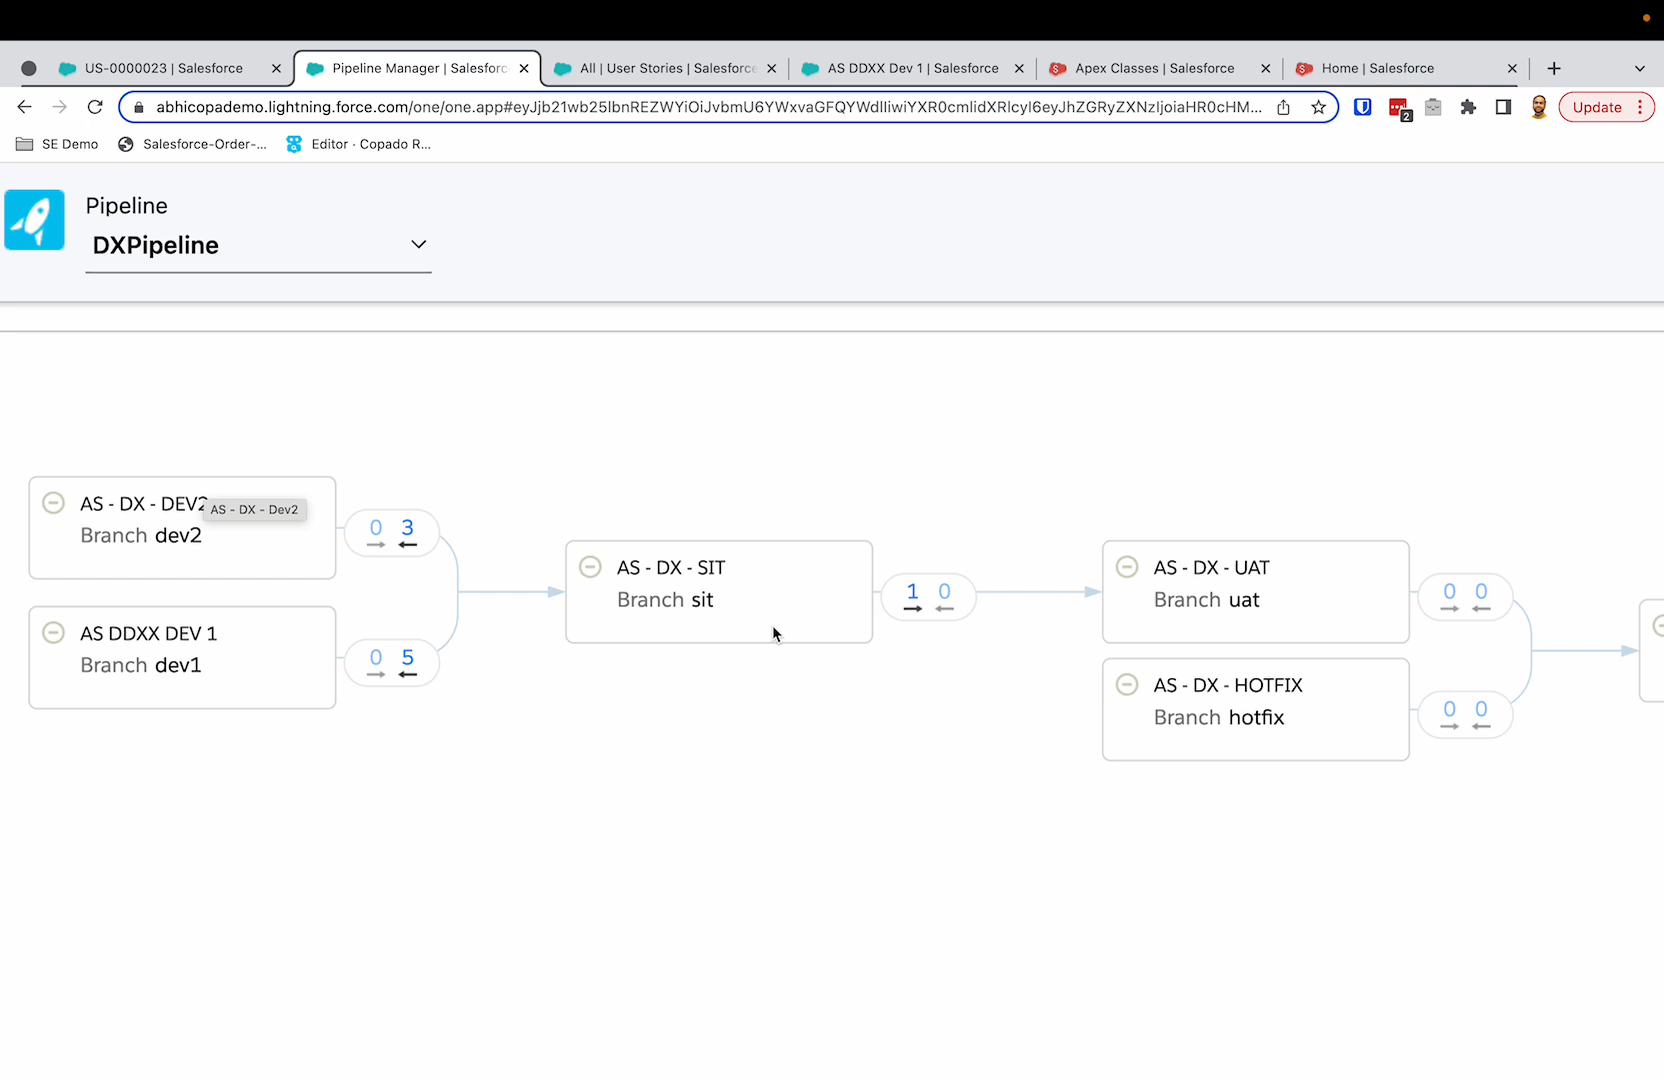 US-0000023 | Salesforce
Pipeline Manager | Salesforc
All | User Stories | Salesforce
AS DDXX Dev 1 | Salesforce
Apex Classes | Salesforce
Home | Salesforce
abhicopademo.lightning.force.com/one/one.app#eyJjb21wb25lbnREZWYiOiJvbmU6YWxvaGFQYWdlIiwiYXR0cmlidXRlcyI6eyJhZGRyZXNzIjoiaHR0cHM...
2
Update
SE Demo
Salesforce-Order-...
Editor · Copado R...
Pipeline
DXPipeline
AS - DX - DEV2
AS - DX - Dev2
Branch dev2
0 3
AS DDXX DEV 1
Branch dev1
0 5
AS - DX - SIT
Branch sit
1 0
AS - DX - UAT
Branch uat
0 0
AS - DX - HOTFIX
Branch hotfix
0 0